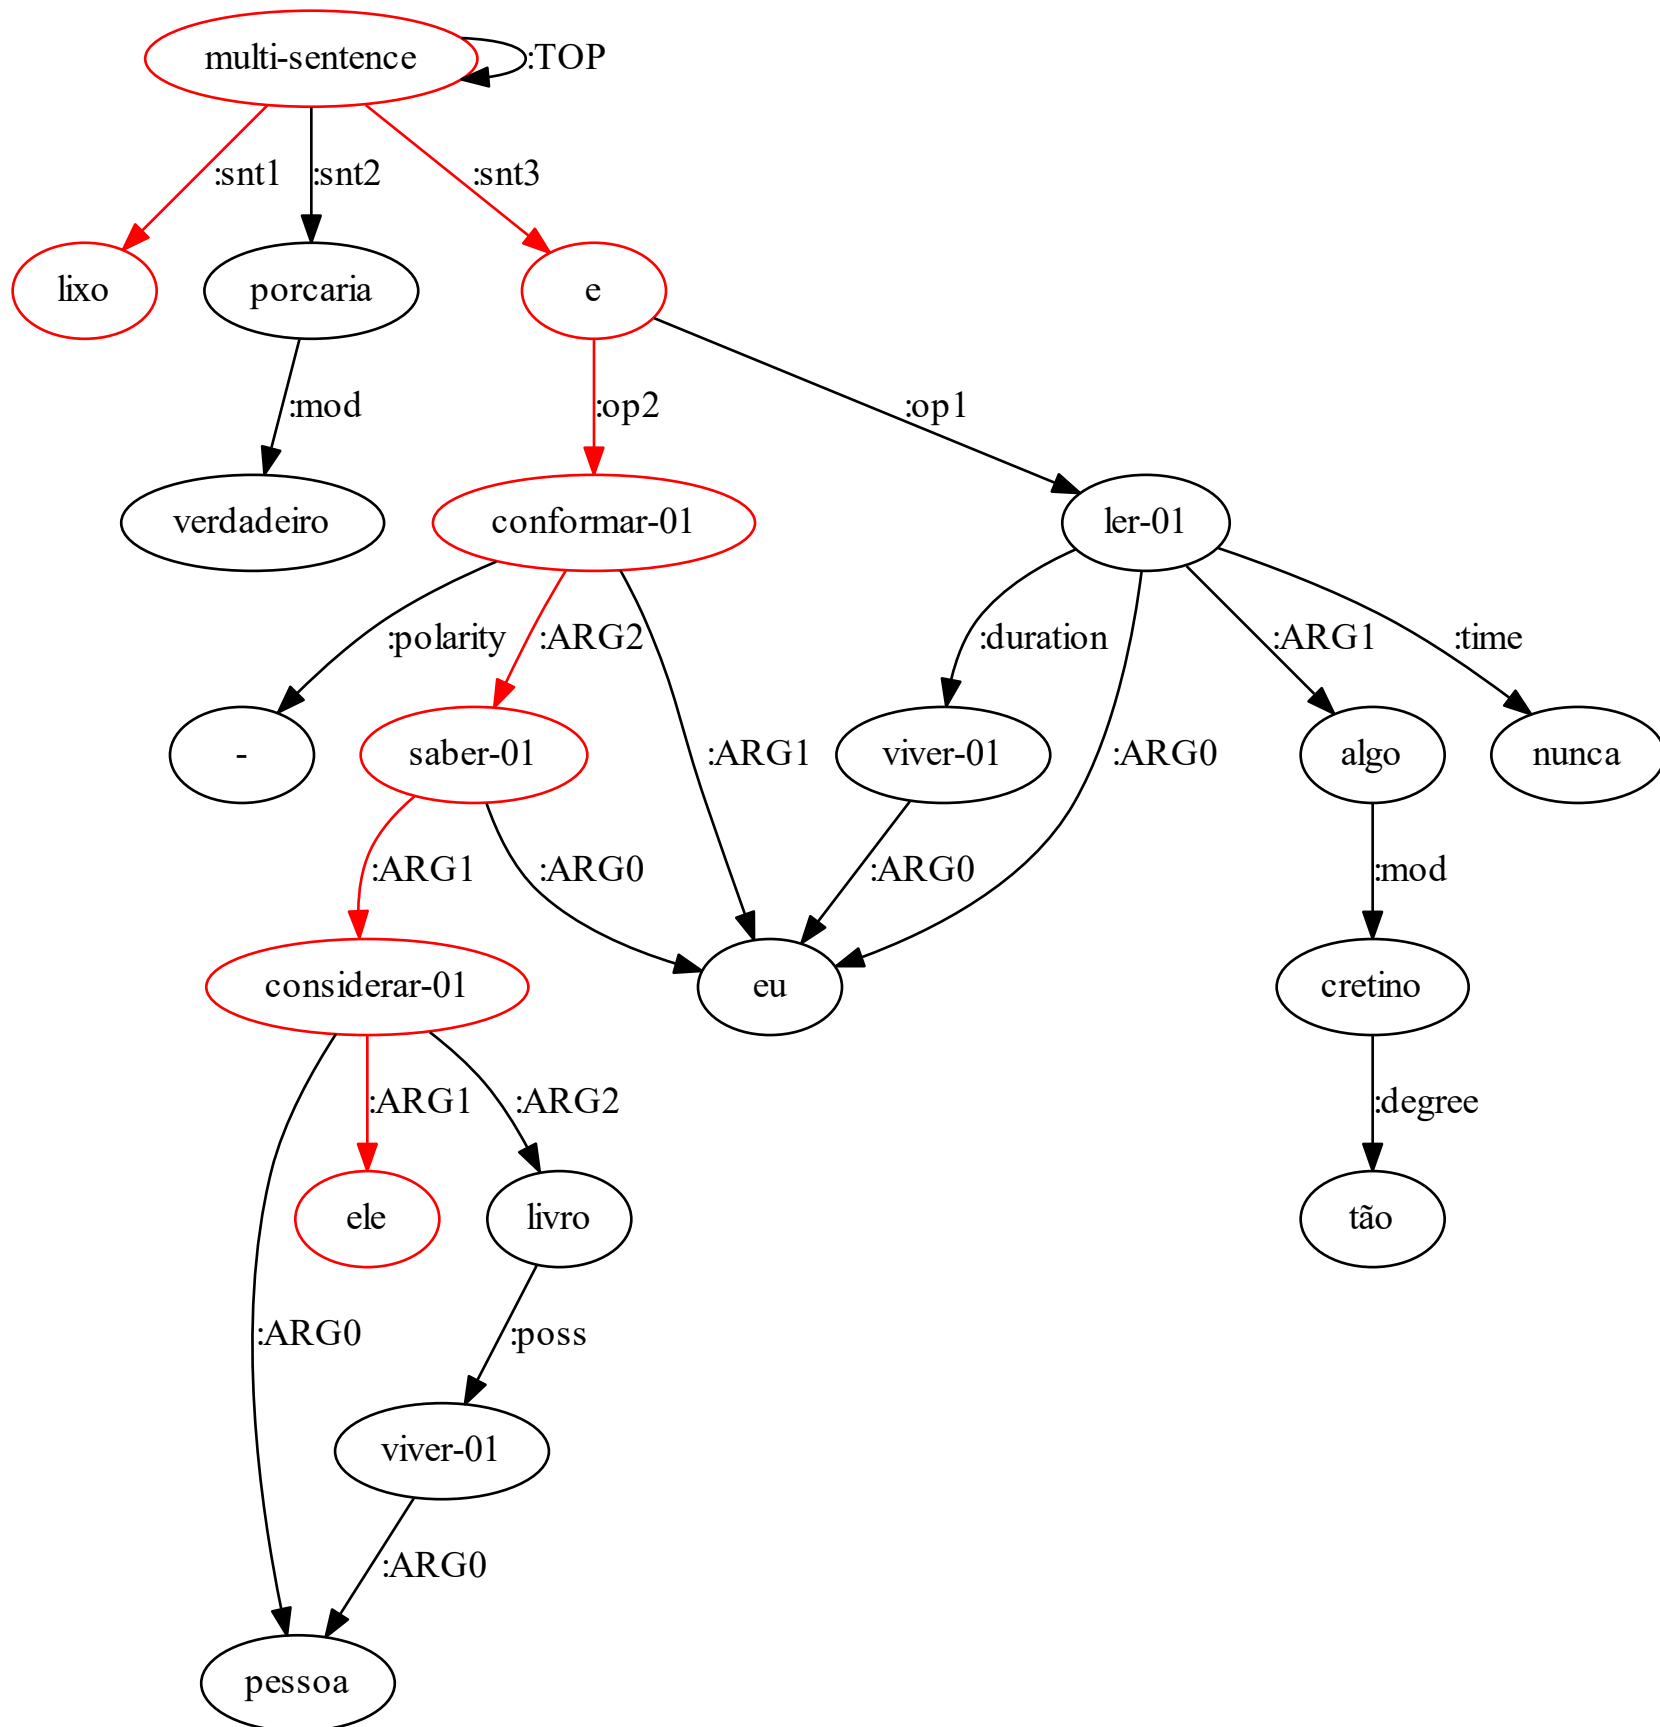 multi-sentence :TOP
:snt1 :snt2 :snt3
lixo porcaria e
:mod :op2 :op1
verdadeiro conformar-01 ler-01
:polarity :ARG2 :duration :ARG1 :time
- saber-01 :ARG1 viver-01 :ARG0 algo nunca
:ARG1 :ARG0 :ARG0 :mod
considerar-01 eu cretino
:ARG1 :ARG2 :degree
ele livro tão
:ARG0 :poss
viver-01
:ARG0
pessoa